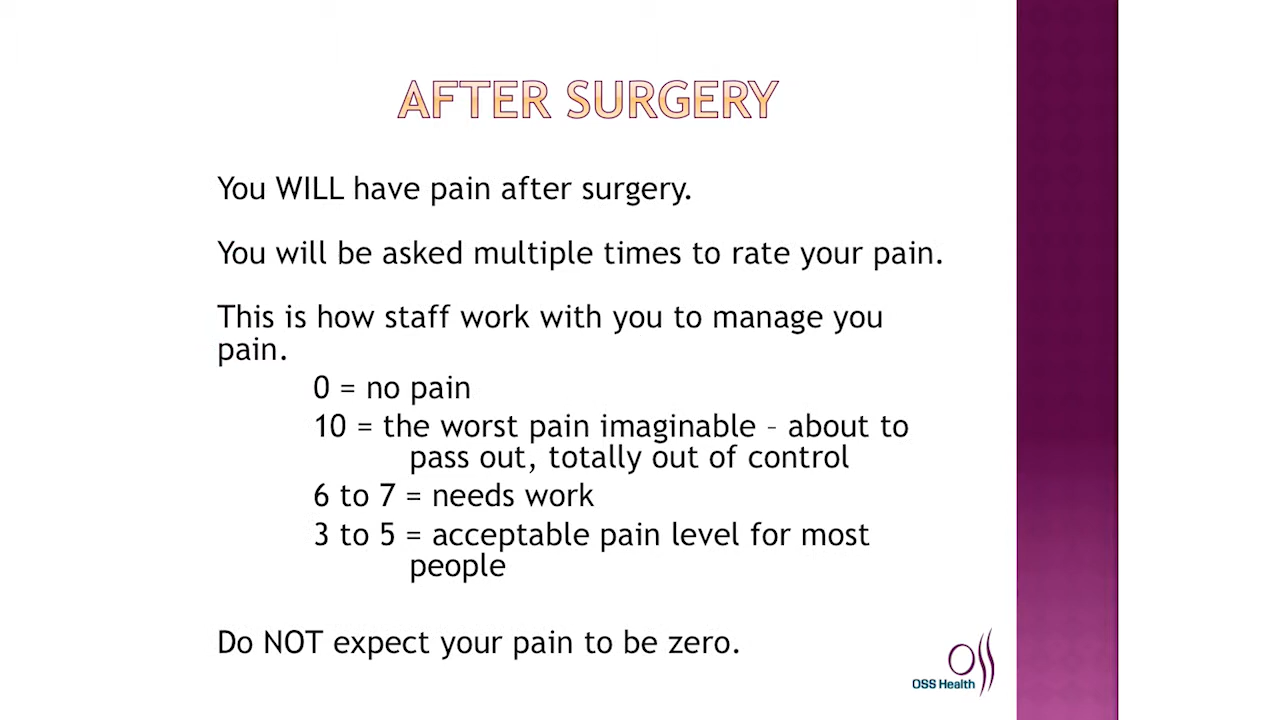 AFTER SURGERY
You WILL have pain after surgery.
You will be asked multiple times to rate your pain.
This is how staff work with you to manage you
pain.
0 = no pain
10 = the worst pain imaginable – about to
pass out, totally out of control
6 to 7 = needs work
3 to 5 = acceptable pain level for most
people
Do NOT expect your pain to be zero.
OSS Health